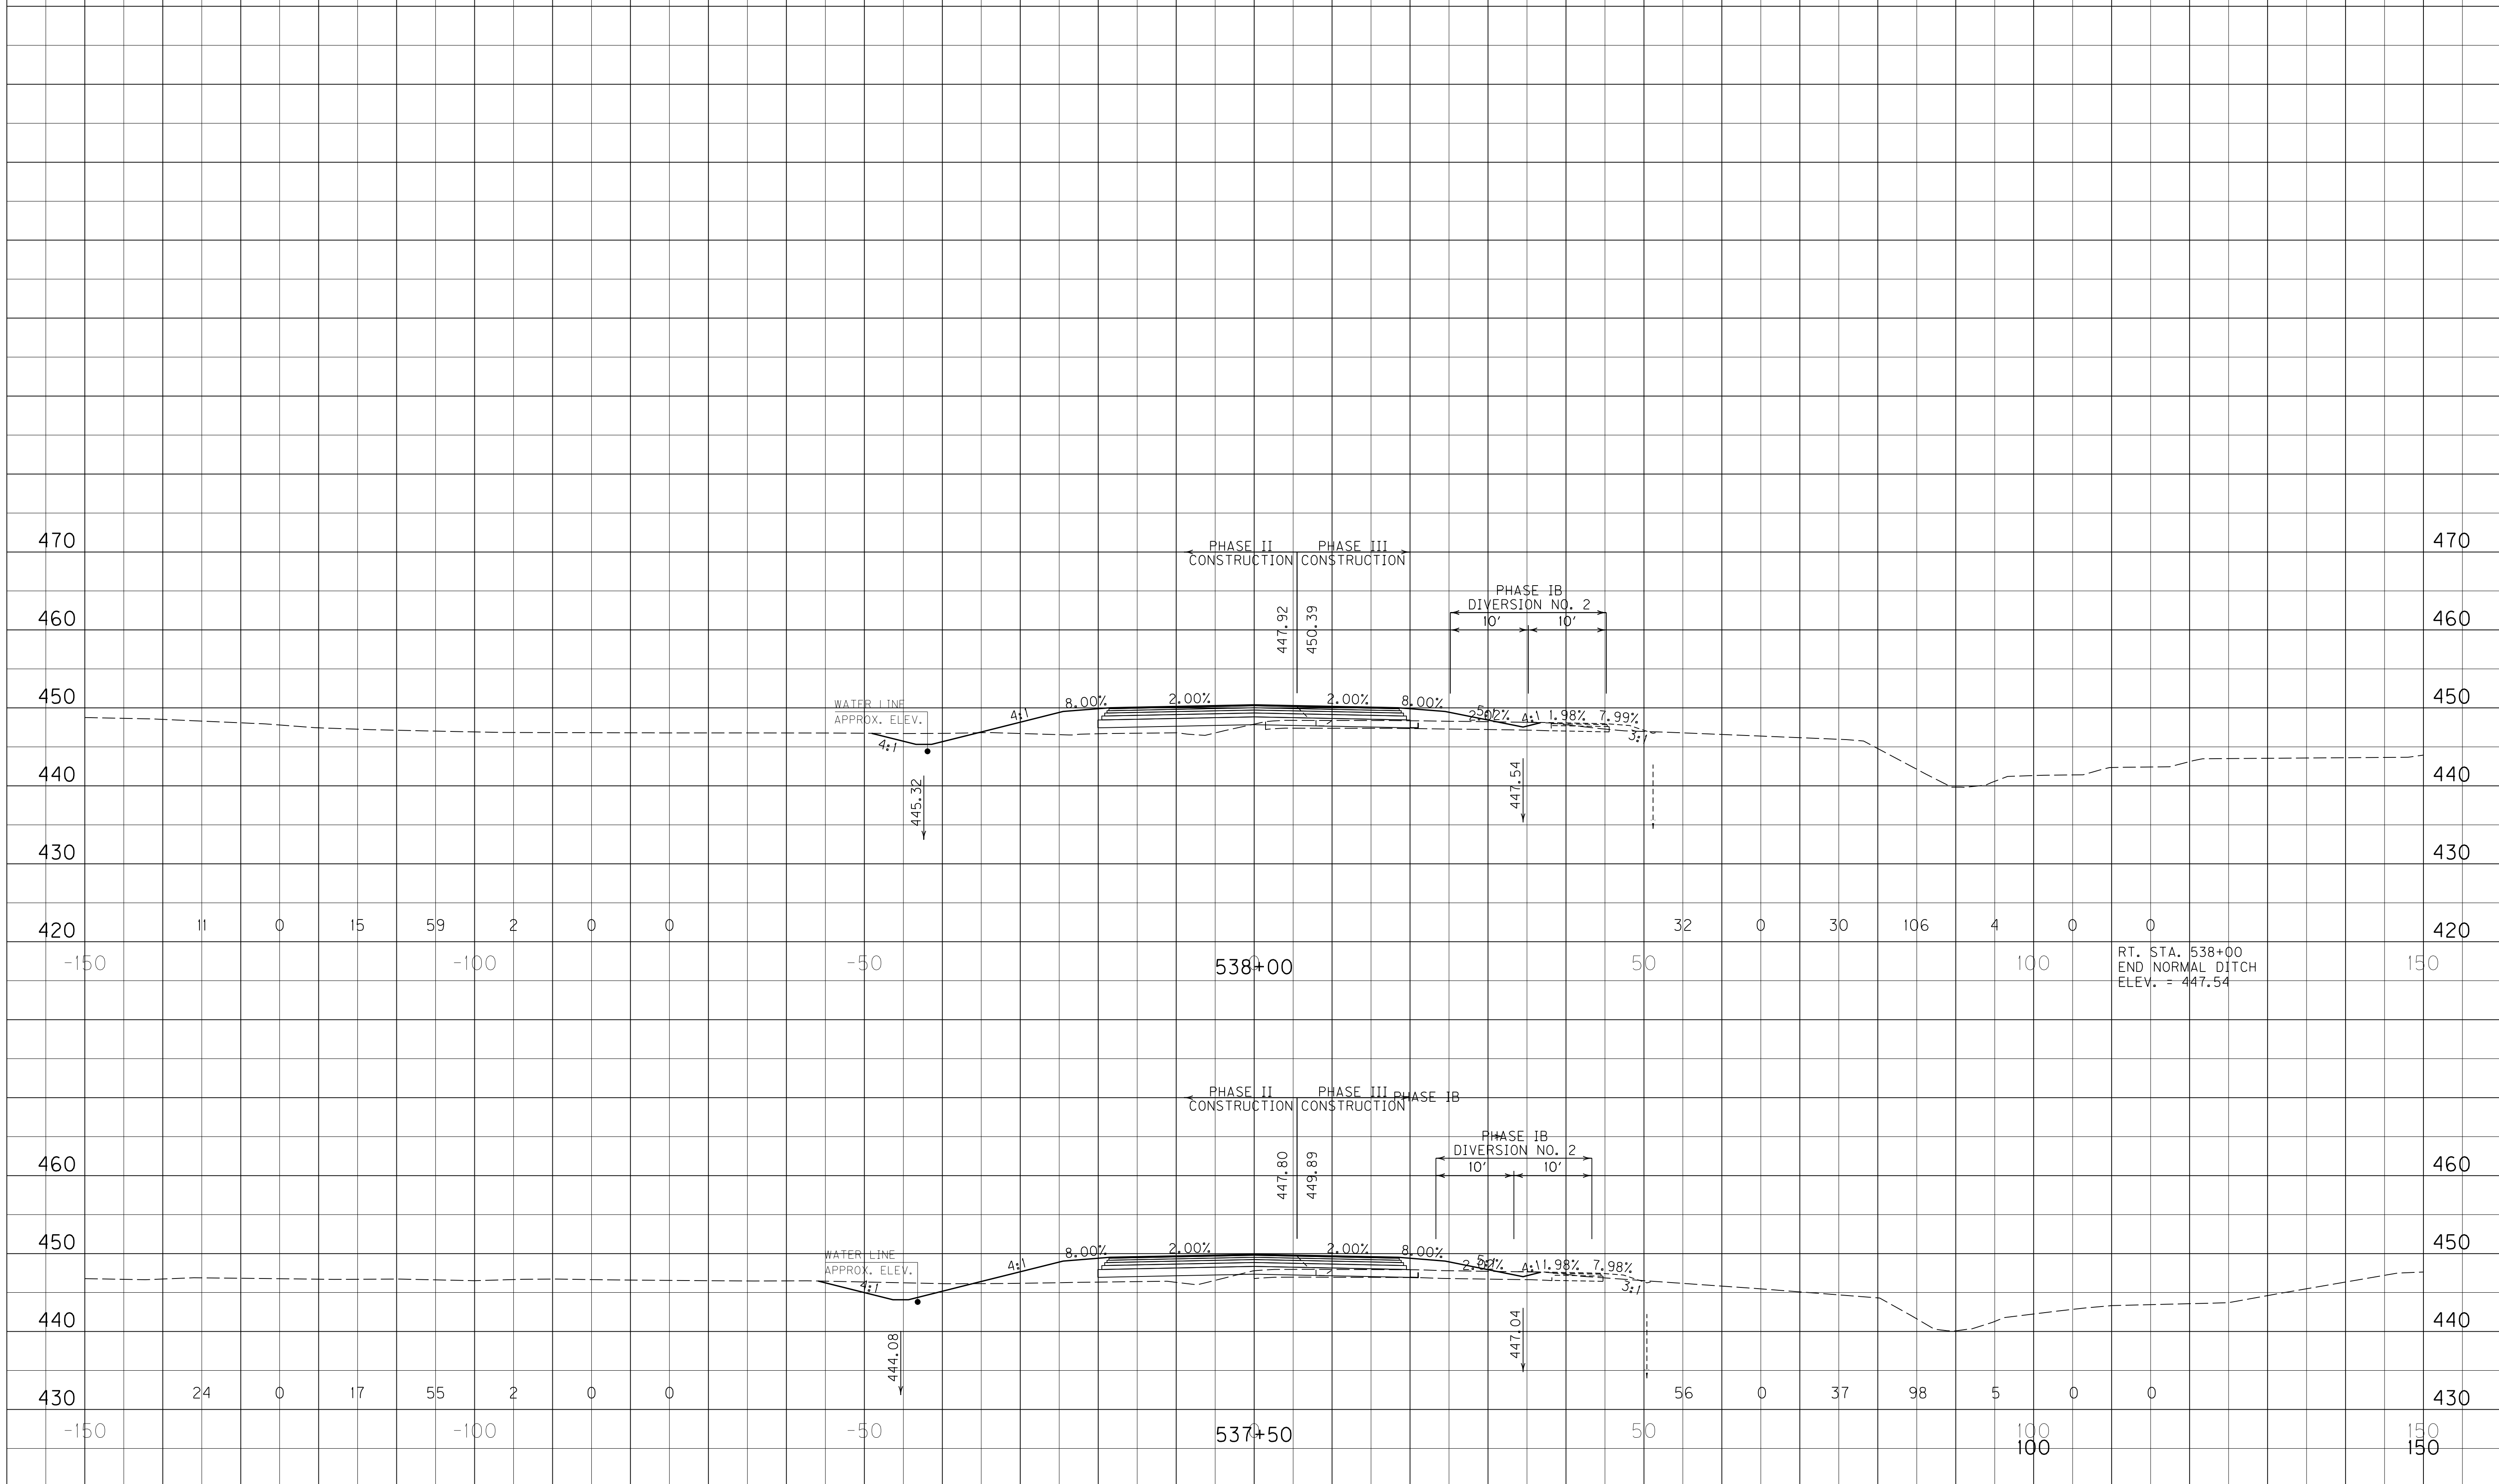 470 470
PHASE II PHASE III
CONSTRUCTION CONSTRUCTION
PHASE IB
DIVERSION NO. 2
10' 10'
460 460
447.92 450.39
450 450
WATER LINE
APPROX. ELEV.
4:1 4:1 8.00% 2.00% 2.00% 8.00% 5:1 2.02% 4:1 1.98% 7.99% 3:1
440 440
445.32 447.54
430 430
11 0 15 59 2 0 0 32 0 30 106 4 0 0
420 420
-150 -100 -50 0 50 100 150
538+00
RT. STA. 538+00
END NORMAL DITCH
ELEV. = 447.54
PHASE II PHASE III PHASE IB
CONSTRUCTION CONSTRUCTION
PHASE IB
DIVERSION NO. 2
10' 10'
460 460
447.80 449.89
450 450
WATER LINE
APPROX. ELEV.
4:1 4:1 8.00% 2.00% 2.00% 8.00% 4:1 1.98% 7.98% 3:1
440 440
444.08 447.04
430 430
24 0 17 55 2 0 0 56 0 37 98 5 0 0
-150 -100 -50 0 50 100 150
537+50
100 150